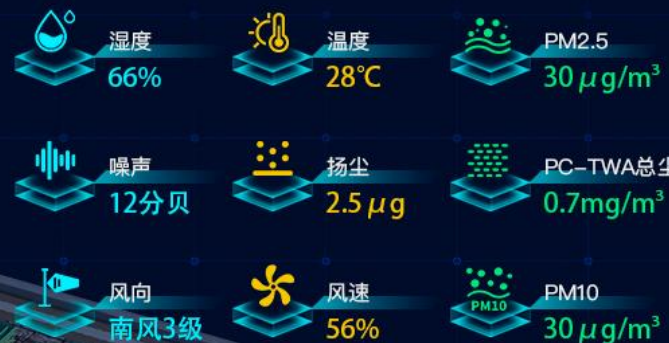 湿度
66%
温度
28℃
PM2.5
30μg/m³
噪声
12分贝
扬尘
2.5μg
PC-TWA总尘
0.7mg/m³
风向
南风3级
风速
56%
PM10
PM10
30μg/m³